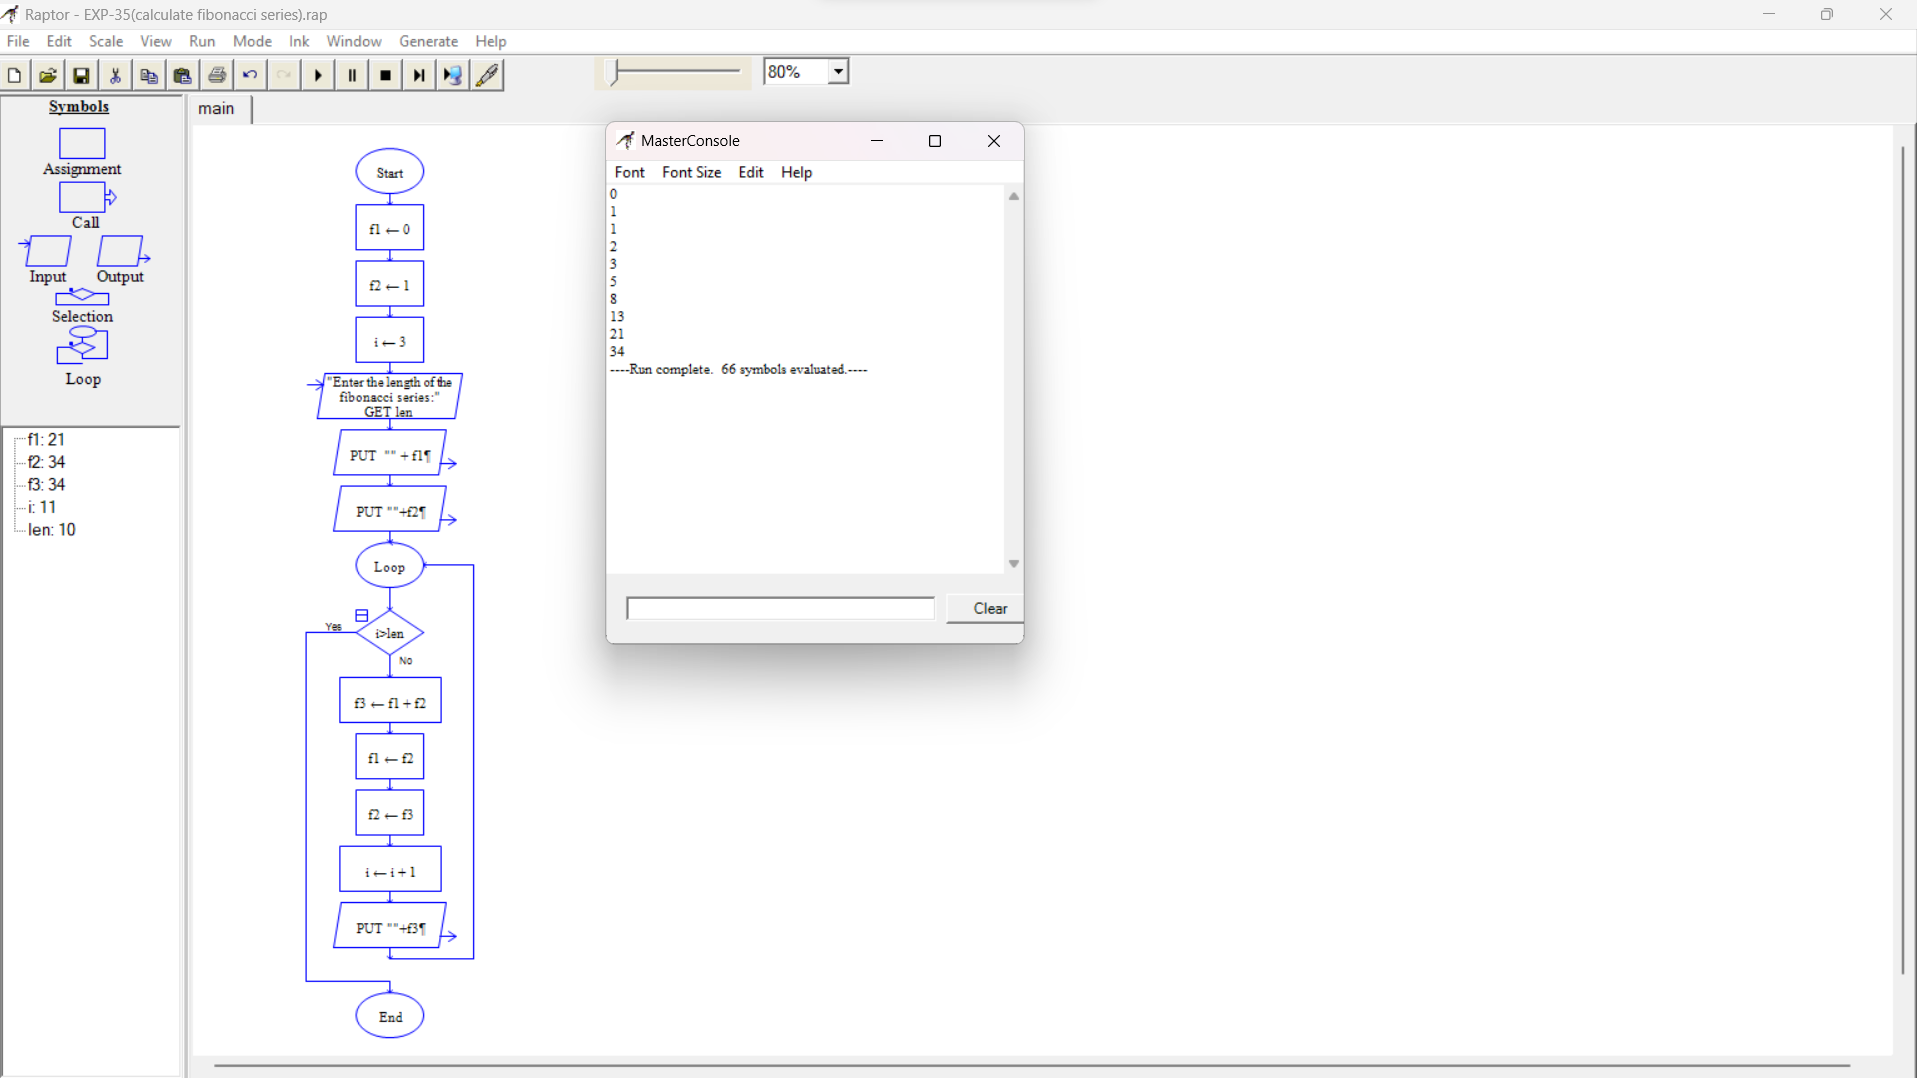 Raptor - EXP-35(calculate fibonacci series).rap
File Edit Scale View Run Mode Ink Window Generate Help
80%
Symbols
Assignment
Call
Input Output
Selection
Loop
f1: 21
f2: 34
f3: 34
i: 11
len: 10
main
Start
f1 ← 0
f2 ← 1
i ← 3
"Enter the length of the
fibonacci series:"
GET len
PUT "" + f1¶
PUT ""+f2¶
Loop
Yes
i>len
No
f3 ← f1 + f2
f1 ← f2
f2 ← f3
i ← i + 1
PUT ""+f3¶
End
MasterConsole
Font Font Size Edit Help
0
1
1
2
3
5
8
13
21
34
----Run complete. 66 symbols evaluated.----
Clear